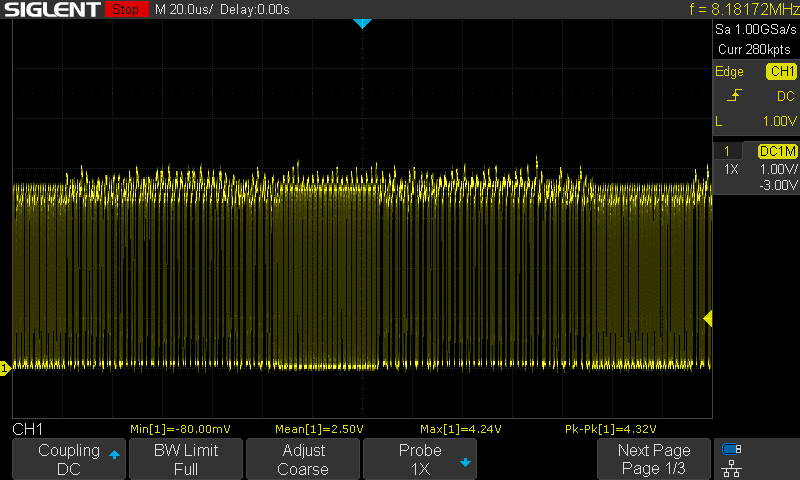 SIGLENT Stop M 20.0us/ Delay:0.00s f = 8.18172MHz
Sa 1.00GSa/s
Curr 280kpts
Edge CH1
DC
L 1.00V
1 DC1M
1X 1.00V/
-3.00V
1
CH1 Min[1]=-80.00mV Mean[1]=2.50V Max[1]=4.24V Pk-Pk[1]=4.32V
Coupling BW Limit Adjust Probe Next Page
DC Full Coarse 1X Page 1/3